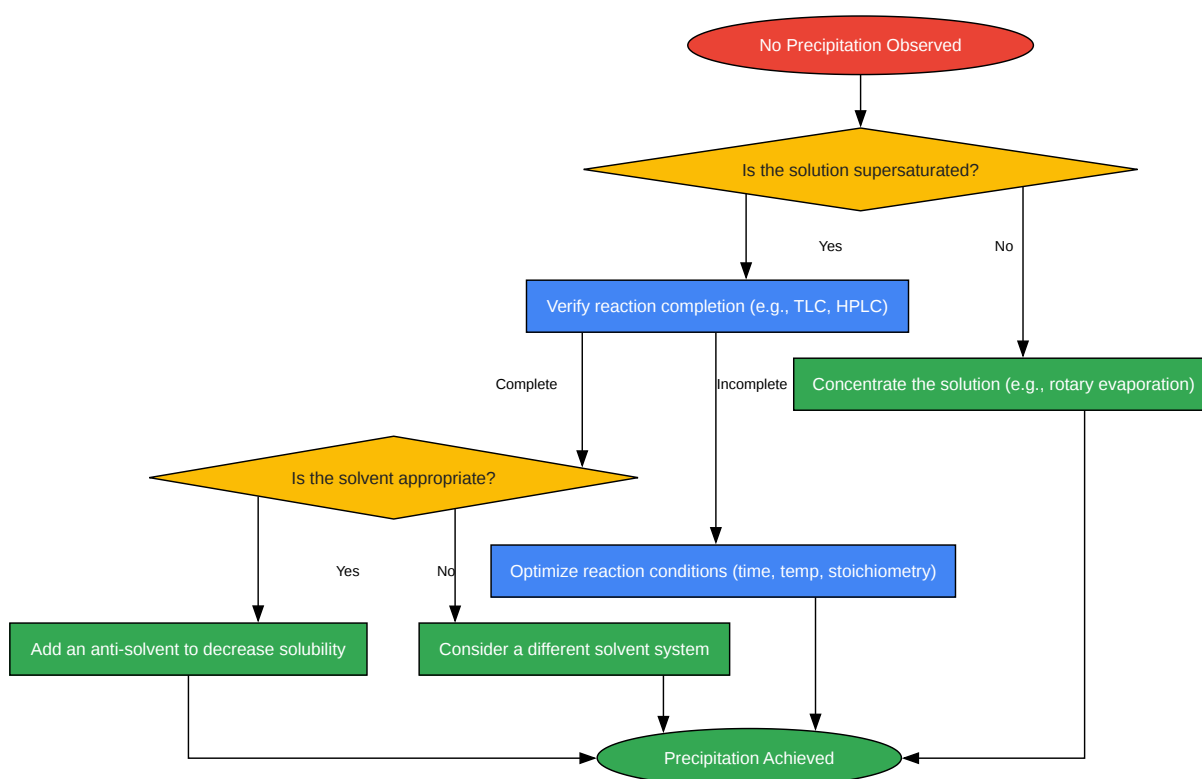 No Precipitation Observed
Is the solution supersaturated?
Yes
No
Verify reaction completion (e.g., TLC, HPLC)
Concentrate the solution (e.g., rotary evaporation)
Complete
Incomplete
Is the solvent appropriate?
Yes
No
Optimize reaction conditions (time, temp, stoichiometry)
Add an anti-solvent to decrease solubility
Consider a different solvent system
Precipitation Achieved